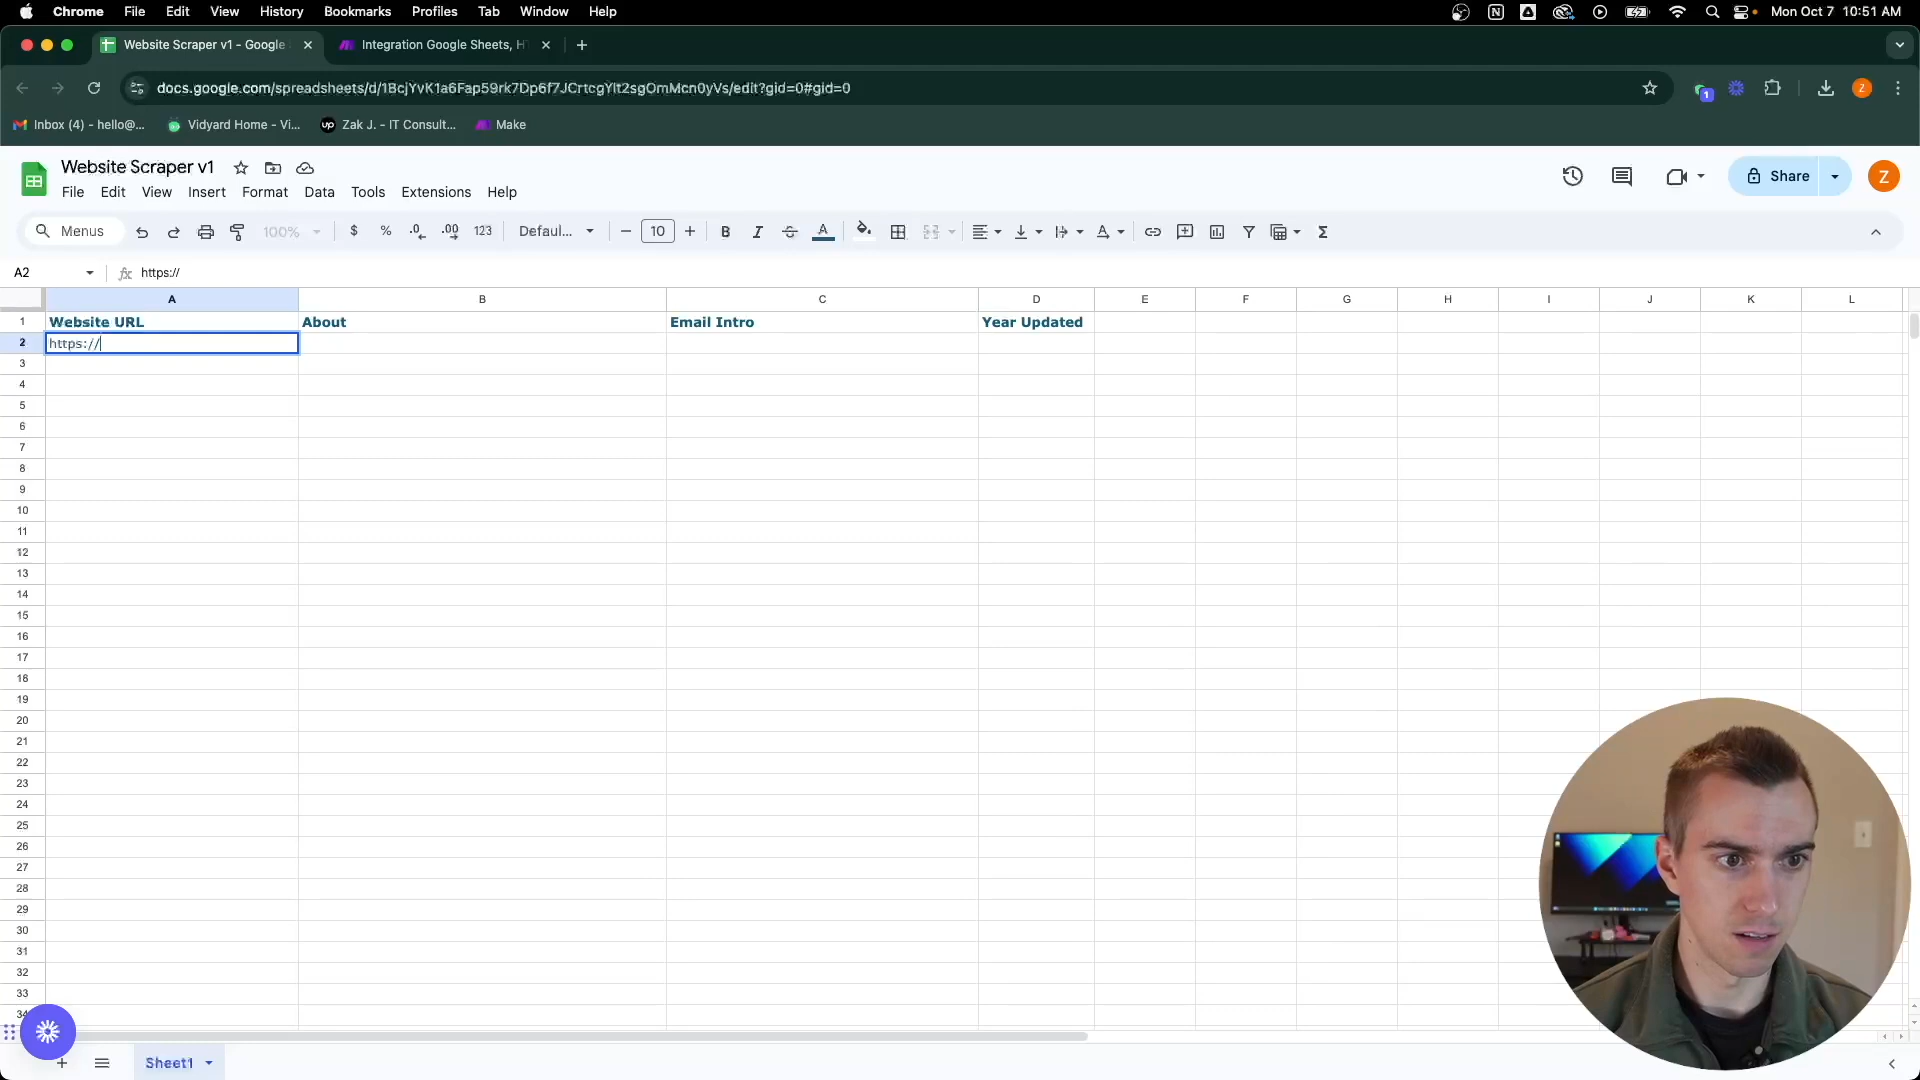 Chrome File Edit View History Bookmarks Profiles Tab Window Help Mon Oct 7 10:51 AM
Website Scraper v1 - Google Integration Google Sheets, H
docs.google.com/spreadsheets/d/
/edit?gid=0#gid=0
1
Z
Inbox (4) - hello@... Vidyard Home - Vi... up Zak J. - IT Consult... Make
Website Scraper v1
File Edit View Insert Format Data Tools Extensions Help
Share
Z
Menus 100% $ % .0 .00 123 Defaul... 10 B I A
A2 fx https://
A B C D E F G H I J K L
1 Website URL About Email Intro Year Updated
2 https://
3
4
5
6
7
8
9
10
11
12
13
14
15
16
17
18
19
20
21
22
23
24
25
26
27
28
29
30
31
32
33
34
Sheet1